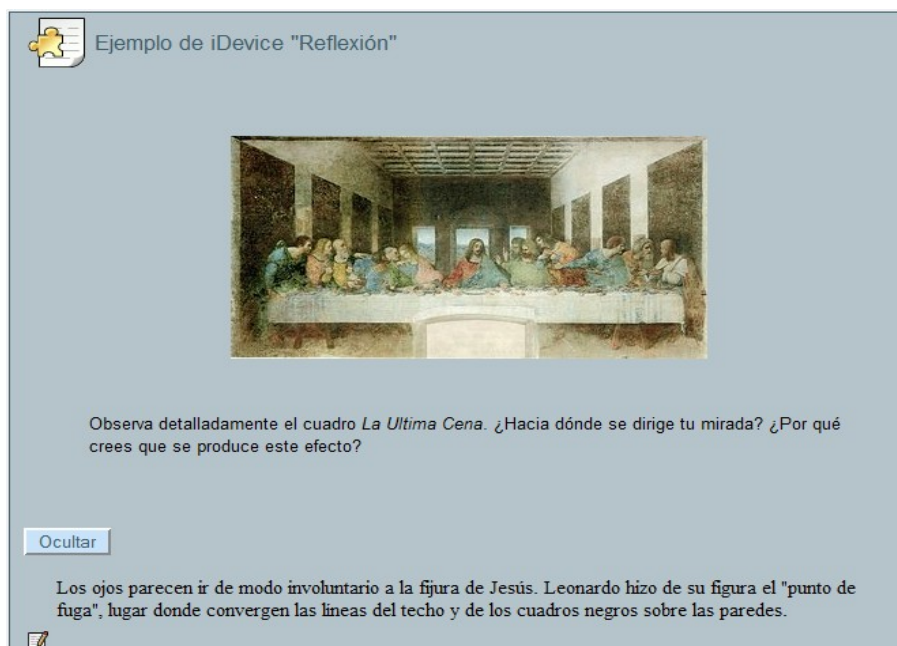 Ejemplo de iDevice "Reflexión"
Observa detalladamente el cuadro La Ultima Cena. ¿Hacia dónde se dirige tu mirada? ¿Por qué
crees que se produce este efecto?
Ocultar
Los ojos parecen ir de modo involuntario a la fijura de Jesús. Leonardo hizo de su figura el "punto de
fuga", lugar donde convergen las líneas del techo y de los cuadros negros sobre las paredes.